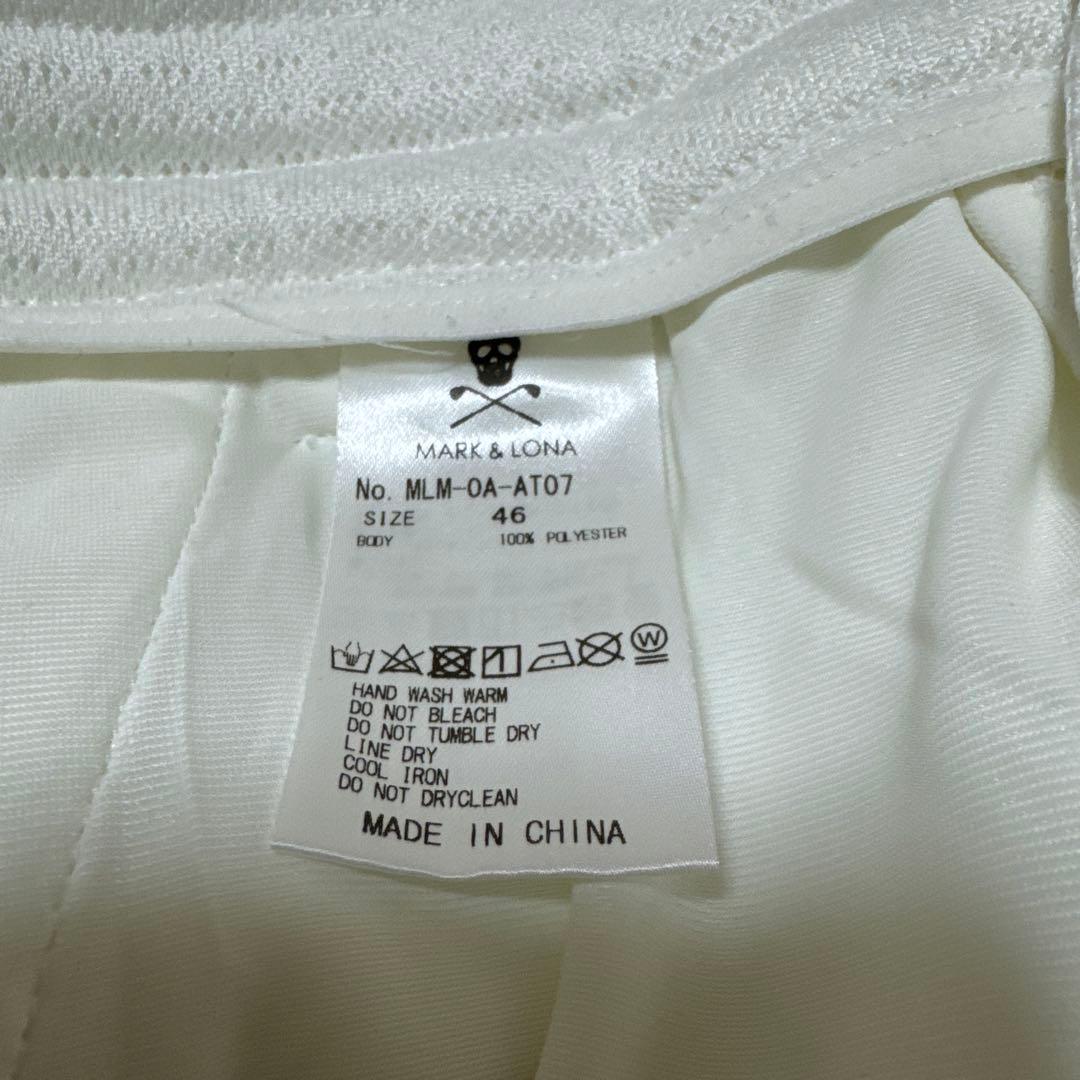 MARK & LONA
No. MLM-0A-AT07
SIZE 46
BODY 100% POLYESTER
W
HAND WASH WARM
DO NOT BLEACH
DO NOT TUMBLE DRY
LINE DRY
COOL IRON
DO NOT DRYCLEAN
MADE IN CHINA